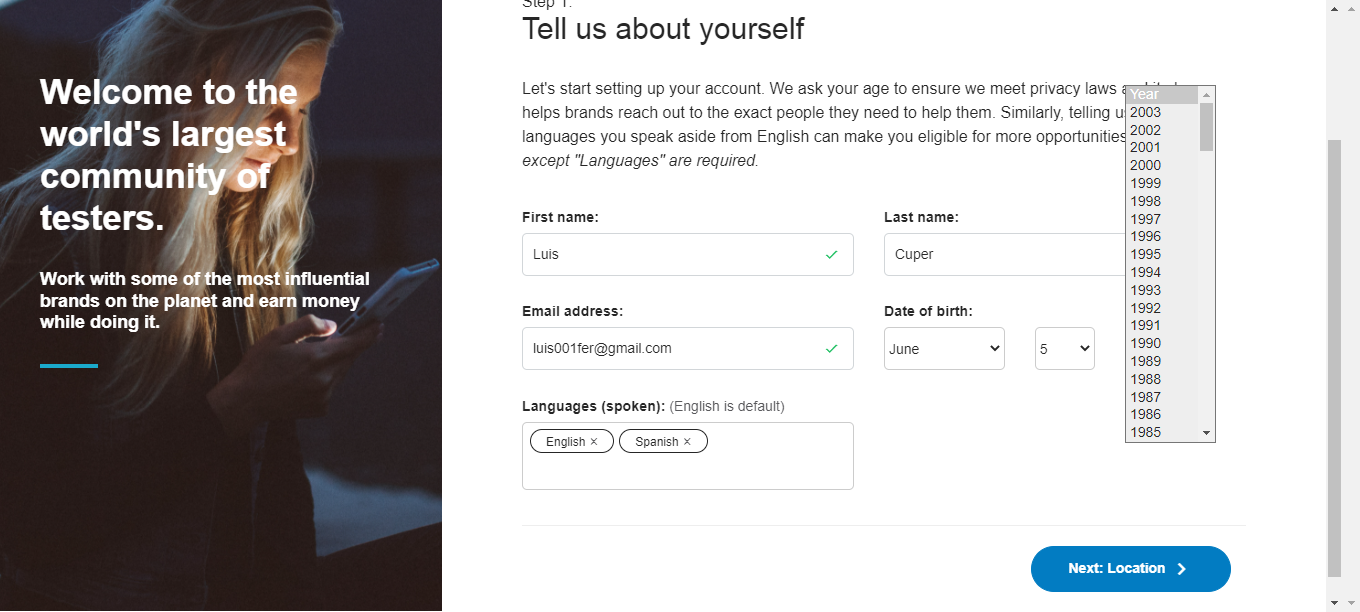 Welcome to the
world's largest
community of
testers.
Work with some of the most influential
brands on the planet and earn money
while doing it.
Step 1:
Tell us about yourself
Let's start setting up your account. We ask your age to ensure we meet privacy laws
helps brands reach out to the exact people they need to help them. Similarly, telling
languages you speak aside from English can make you eligible for more opportunities
except "Languages" are required.
First name:
Last name:
Luis
Cuper
Email address:
Date of birth:
luis001fer@gmail.com
June
5
Year
2003
2002
2001
2000
1999
1998
1997
1996
1995
1994
1993
1992
1991
1990
1989
1988
1987
1986
1985
Languages (spoken): (English is default)
English ×
Spanish ×
Next: Location